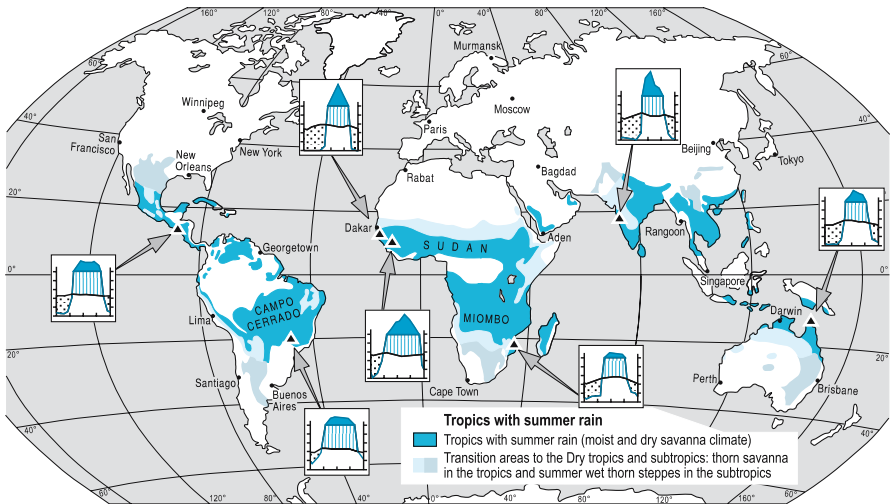 160°
120°
80°
40°
0°
40°
80°
120°
160°
60°
60°
Murmansk
Winnipeg
Moscow
Paris
40°
40°
San
Francisco
New York
Beijing
Tokyo
New
Orleans
Rabat
Bagdad
20°
20°
Dakar
SUDAN
Aden
Rangoon
Georgetown
0°
0°
Singapore
CAMPO
CERRADO
Lima
MIOMBO
Darwin
20°
20°
Santiago
Buenos
Aires
Cape Town
Perth
Brisbane
40°
40°
Tropics with summer rain
Tropics with summer rain (moist and dry savanna climate)
Transition areas to the Dry tropics and subtropics: thorn savanna
in the tropics and summer wet thorn steppes in the subtropics
60°
160°
120°
80°
40°
0°
40°
80°
120°
160°
60°